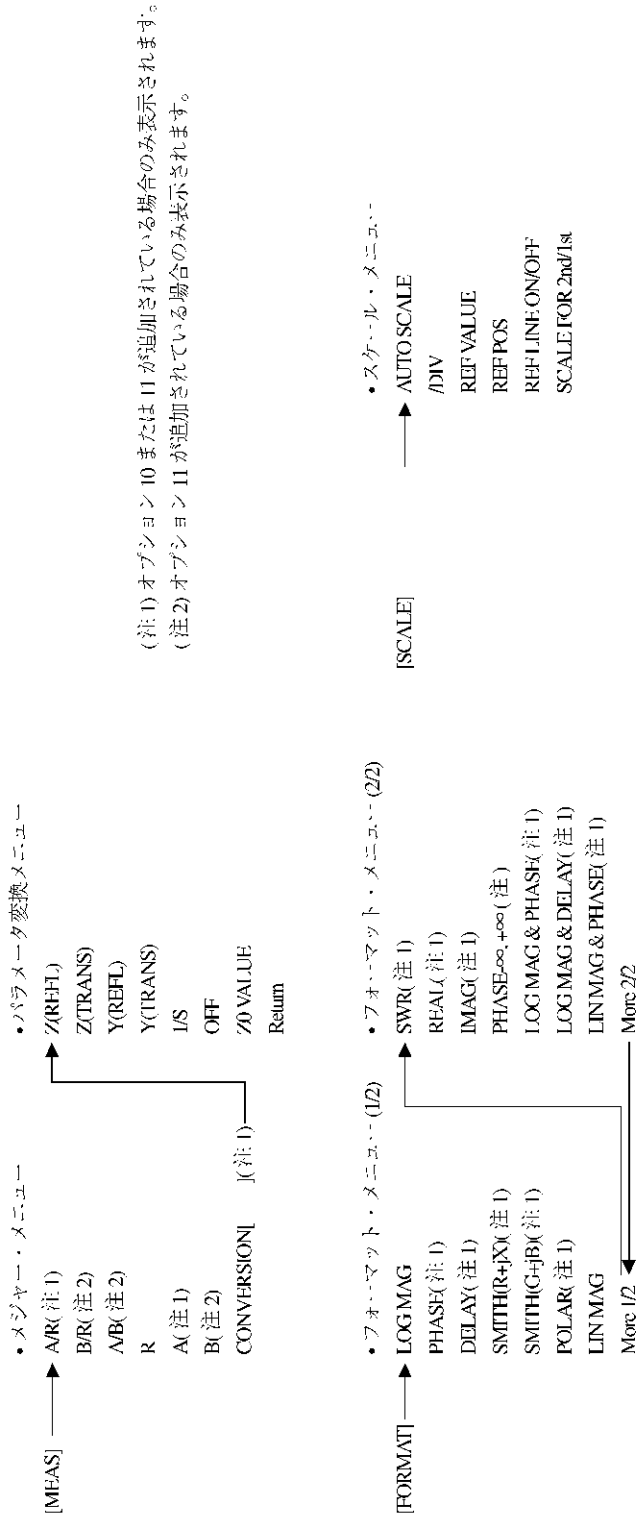 [MEAS]
• メジャー・メニュー
A/R(注 1)
B/R(注 2)
A/B(注 2)
R
A(注 1)
B(注 2)
CONVERSION[ ](注 1)
• パラメータ変換メニュー
Z(REFL)
Z(TRANS)
Y(REFL)
Y(TRANS)
1/S
OFF
Z0 VALUE
Return
(注 1) オプション 10 または 11 が追加されている場合のみ表示されます。
(注 2) オプション 11 が追加されている場合のみ表示されます。
[FORMAT]
• フォーマット・メニュー (1/2)
LOG MAG
PHASE(注 1)
DELAY(注 1)
SMITH(R+jX)(注 1)
SMITH(G+jB)(注 1)
POLAR(注 1)
LIN MAG
More 1/2
• フォーマット・メニュー (2/2)
SWR(注 1)
REAL(注 1)
IMAG(注 1)
PHASE-∞, +∞(注 )
LOG MAG & PHASE(注 1)
LOG MAG & DELAY(注 1)
LIN MAG & PHASE(注 1)
More 2/2
[SCALE]
• スケール・メニュー
AUTO SCALE
/DIV
REF VALUE
REF POS
REF LINE ON/OFF
SCALE FOR 2nd/1st